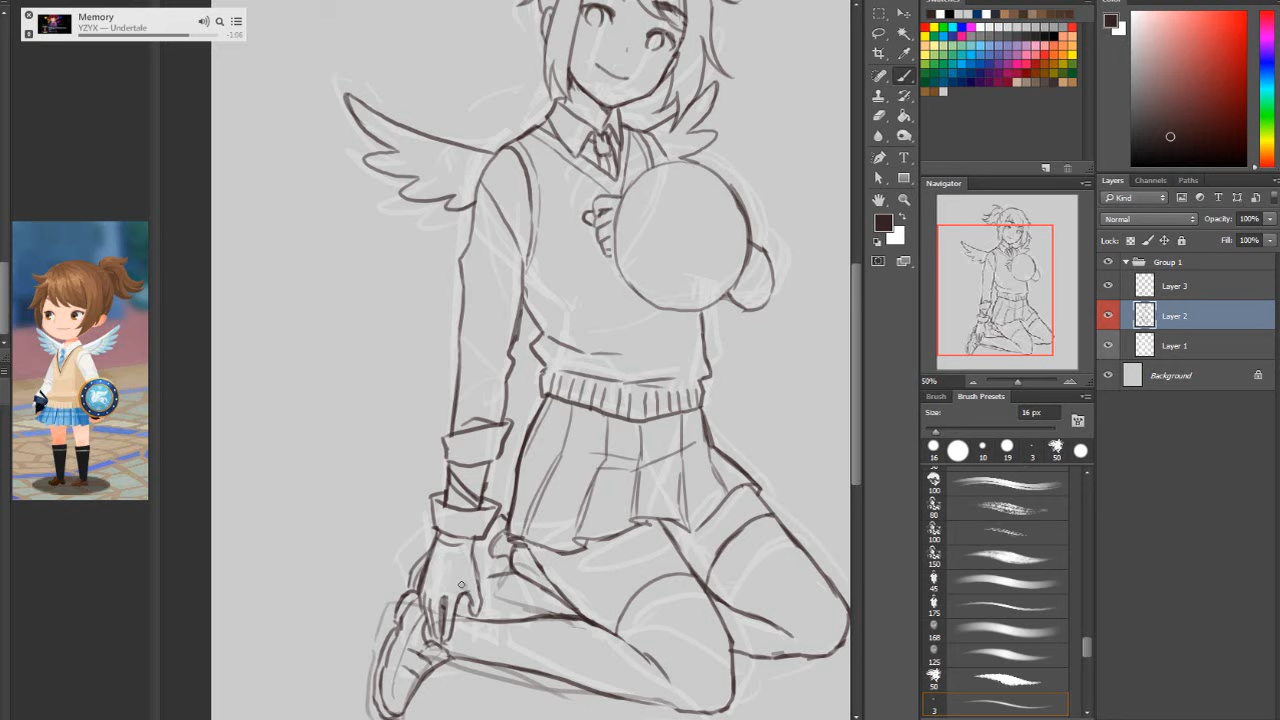 Memory
YZYX — Undertale
-1:06
Swatches
Color
Navigator
50%
Brush
Brush Presets
Size:
16 px
16
10
19
3
50
100
80
100
150
45
175
168
125
50
3
Layers
Channels
Paths
Kind
Normal
Opacity:
100%
Lock:
Fill:
100%
Group 1
Layer 3
Layer 2
Layer 1
Background
T
T